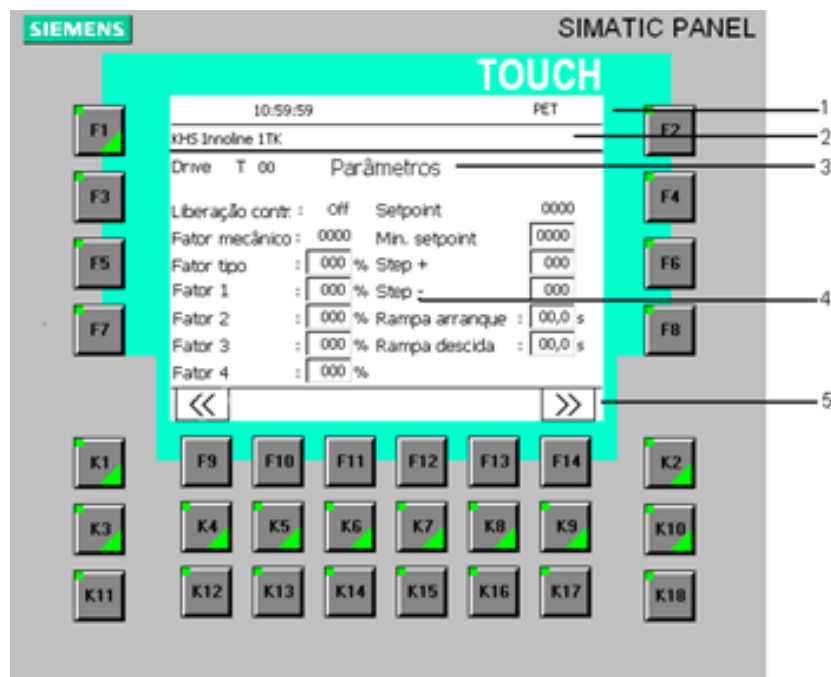 SIEMENS SIMATIC PANEL
TOUCH
10:59:59 PET 1
KHS Innoline 1TK 2
Drive T 00 Parâmetros 3
Liberação contr. : Off Setpoint 0000
Fator mecânico : 0000 Min. setpoint 0000
Fator tipo : 000 % Step + 000
Fator 1 : 000 % Step - 000 4
Fator 2 : 000 % Rampa arranque : 00,0 s
Fator 3 : 000 % Rampa descida : 00,0 s
Fator 4 : 000 %
<< >> 5
F1 F2
F3 F4
F5 F6
F7 F8
K1 F9 F10 F11 F12 F13 F14 K2
K3 K4 K5 K6 K7 K8 K9 K10
K11 K12 K13 K14 K15 K16 K17 K18